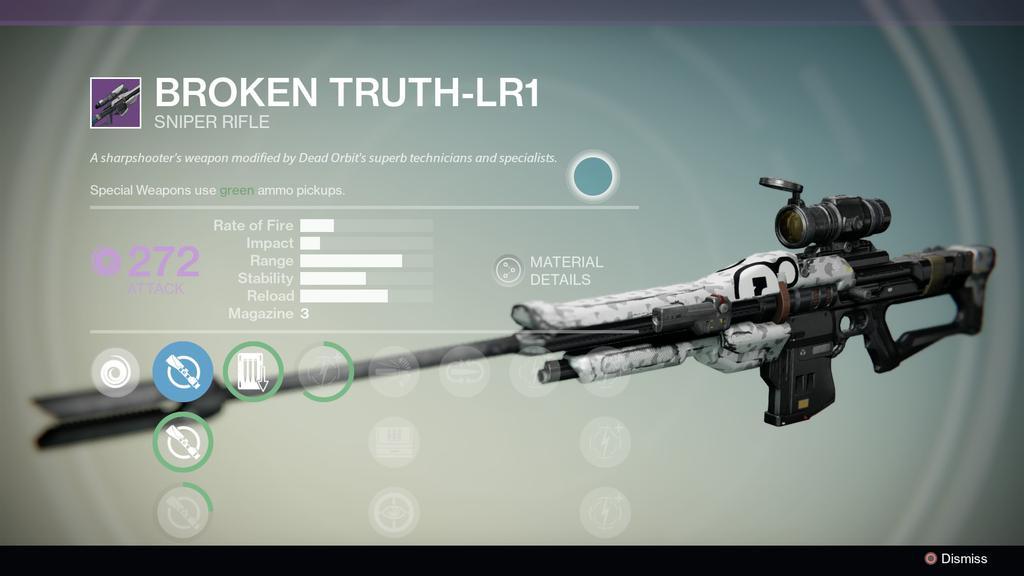 BROKEN TRUTH-LR1
SNIPER RIFLE
A sharpshooter's weapon modified by Dead Orbit's superb technicians and specialists.
Special Weapons use green ammo pickups.
272
ATTACK
Rate of Fire
Impact
Range
Stability
Reload
Magazine 3
MATERIAL
DETAILS
Dismiss